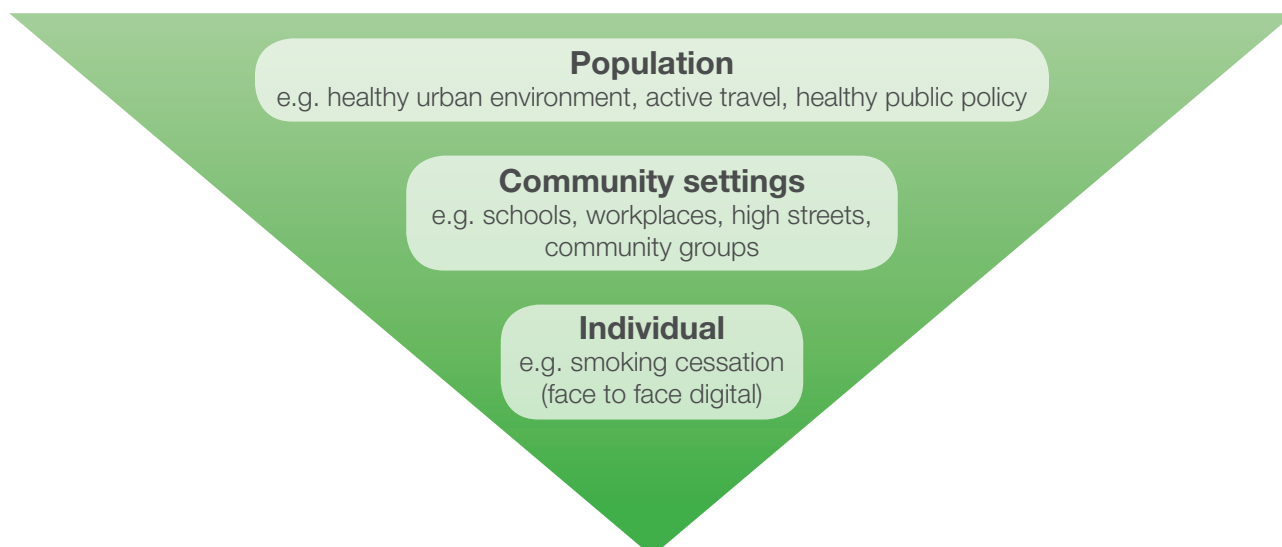 Population
e.g. healthy urban environment, active travel, healthy public policy
Community settings
e.g. schools, workplaces, high streets,
community groups
Individual
e.g. smoking cessation
(face to face digital)